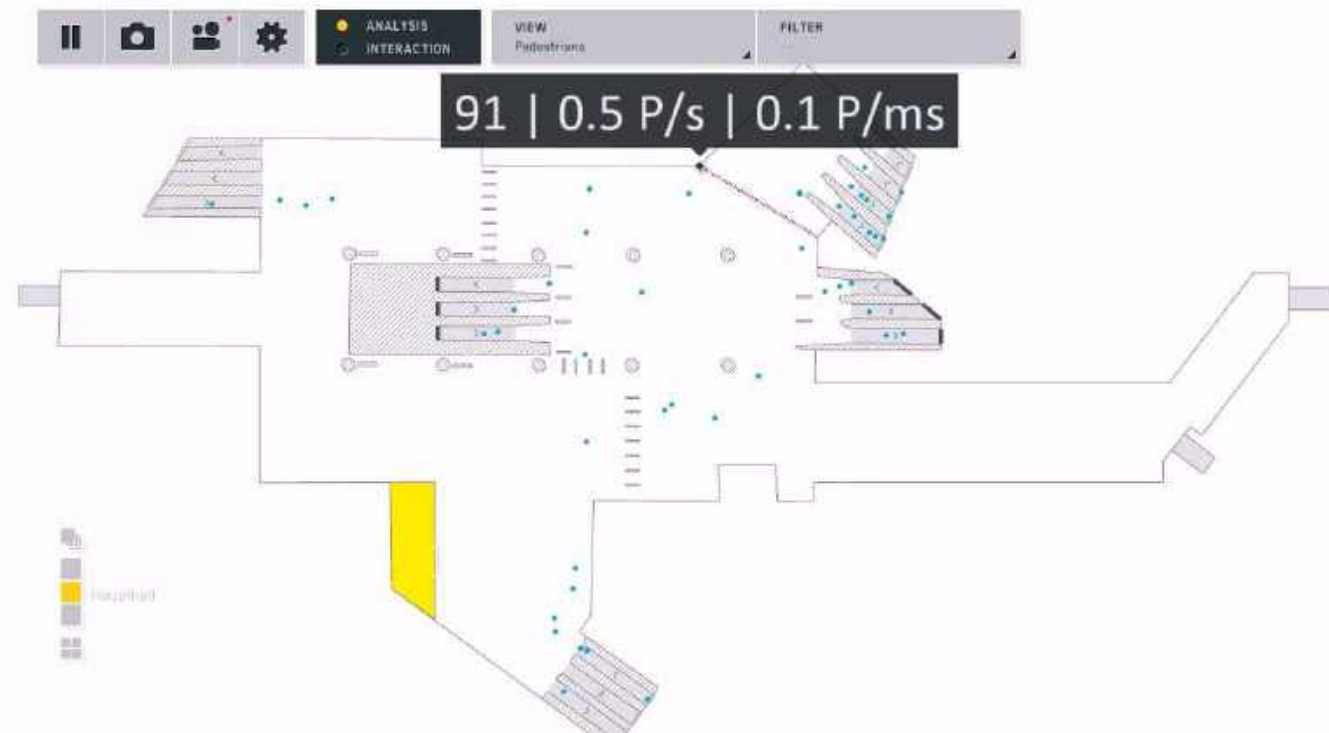 ANALYSIS
INTERACTION
VIEW
Pedestrians
FILTER
91 | 0.5 P/s | 0.1 P/ms